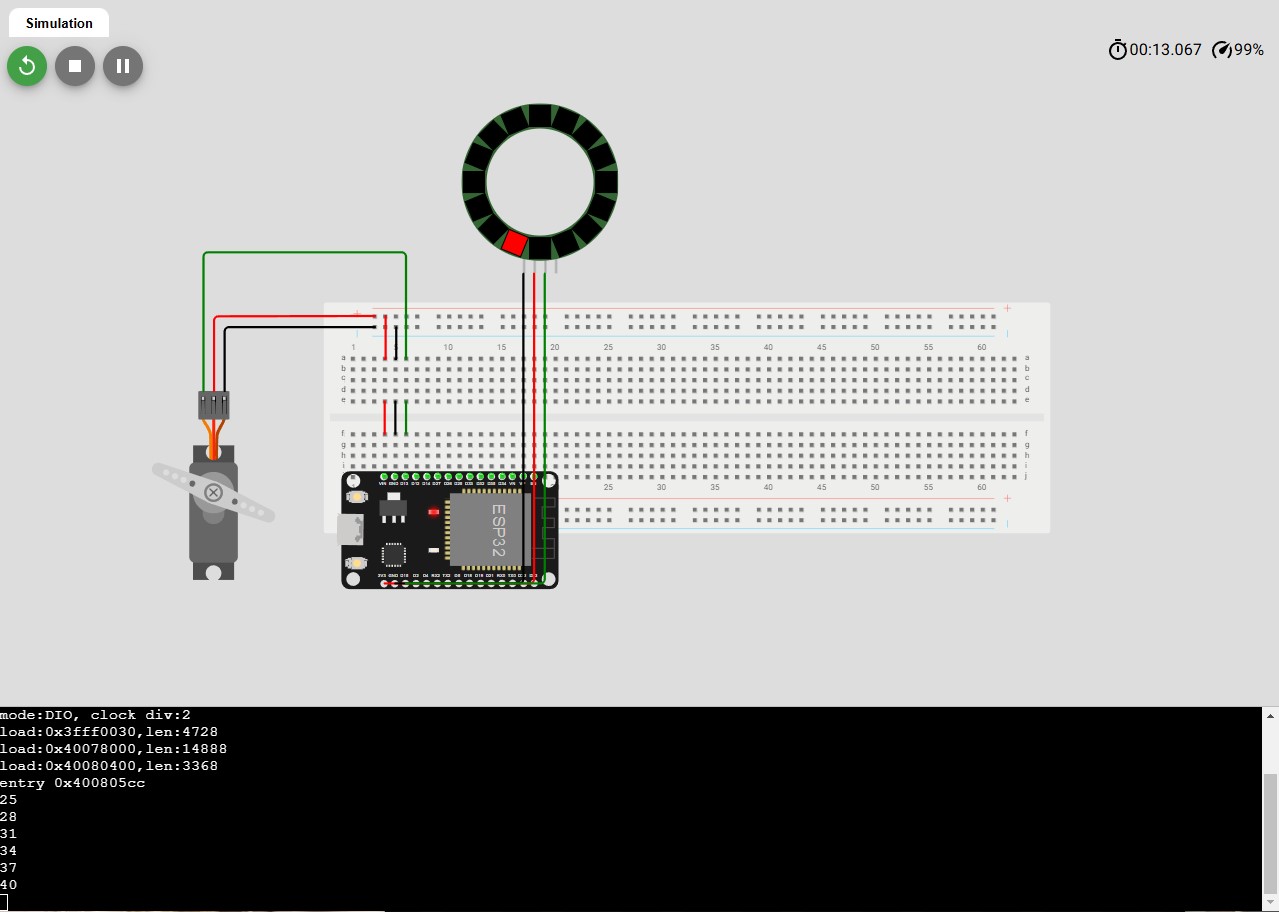 Simulation
00:13.067 99%
+ +
1 5 10 15 20 25 30 35 40 45 50 55 60
a a
b b
c c
d d
e e
f f
g g
h h
i i
j
25 30 35 40 45 50 55 60
+
ESP32
mode:DIO, clock div:2
load:0x3fff0030,len:4728
load:0x40078000,len:14888
load:0x40080400,len:3368
entry 0x400805cc
25
28
31
34
37
40